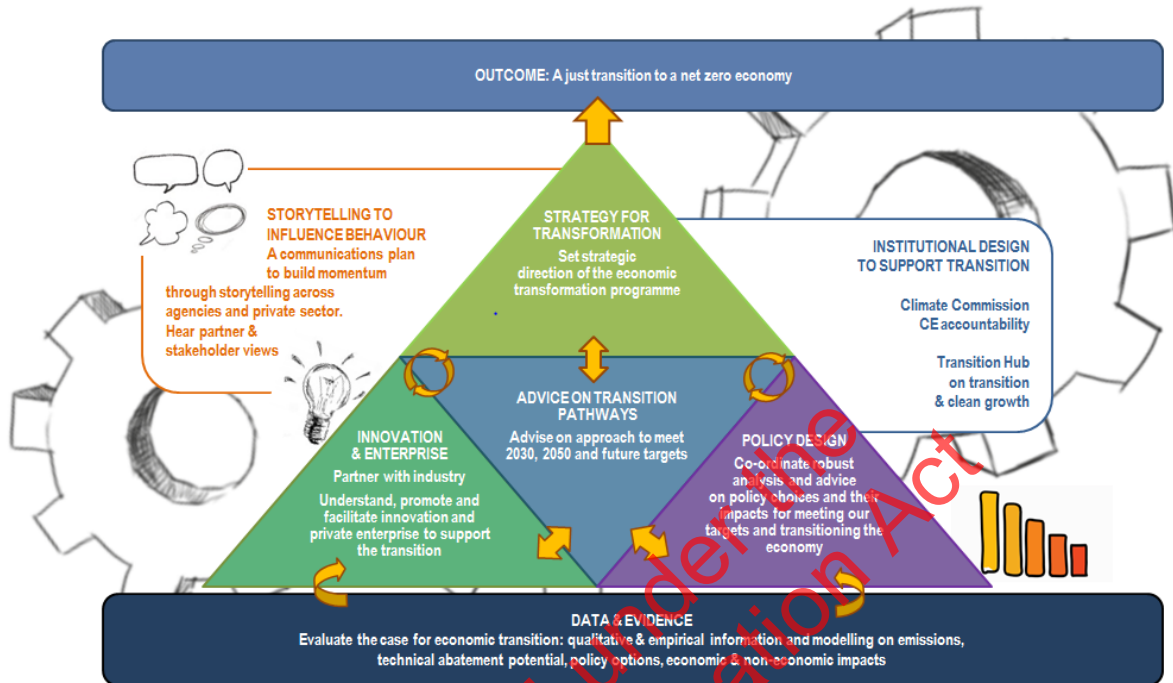 OUTCOME: A just transition to a net zero economy
STORYTELLING TO
INFLUENCE BEHAVIOUR
A communications plan
to build momentum
through storytelling across
agencies and private sector.
Hear partner &
stakeholder views
STRATEGY FOR
TRANSFORMATION
Set strategic
direction of the economic
transformation programme
INSTITUTIONAL DESIGN
TO SUPPORT TRANSITION
Climate Commission
CE accountability
Transition Hub
on transition
& clean growth
ADVICE ON TRANSITION
PATHWAYS
Advise on approach to meet
2030, 2050 and future targets
INNOVATION
& ENTERPRISE
Partner with industry
Understand, promote and
facilitate innovation and
private enterprise to support
the transition
POLICY DESIGN
Co-ordinate robust
analysis and advice
on policy choices and their
impacts for meeting our
targets and transitioning the
economy
DATA & EVIDENCE
Evaluate the case for economic transition: qualitative & empirical information and modelling on emissions,
technical abatement potential, policy options, economic & non-economic impacts
under the
Act